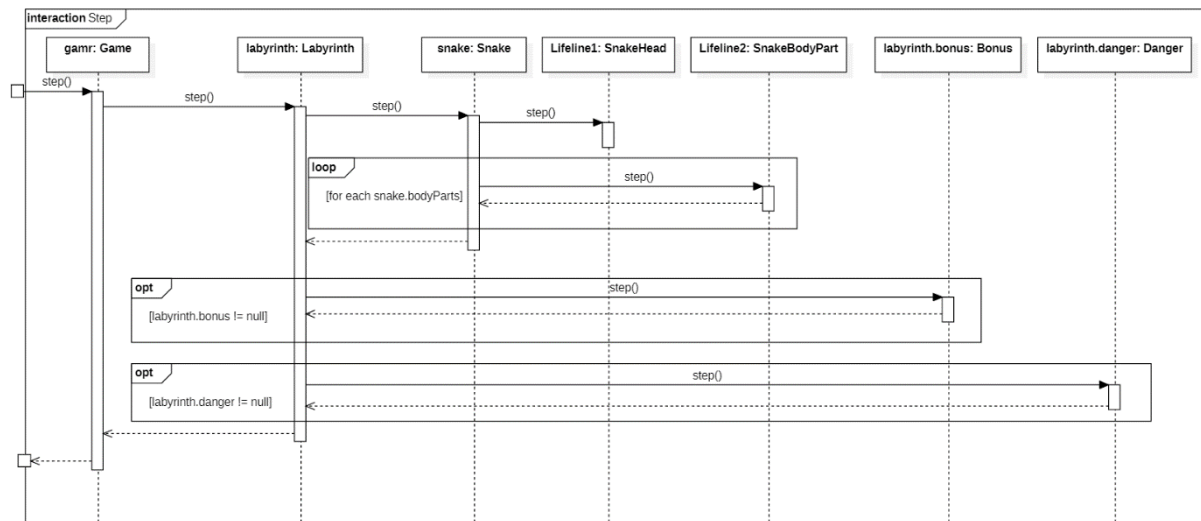 interaction Step
gamr: Game
labyrinth: Labyrinth
snake: Snake
Lifeline1: SnakeHead
Lifeline2: SnakeBodyPart
labyrinth.bonus: Bonus
labyrinth.danger: Danger
step()
step()
step()
step()
loop
step()
[for each snake.bodyParts]
opt
step()
[labyrinth.bonus != null]
opt
step()
[labyrinth.danger != null]